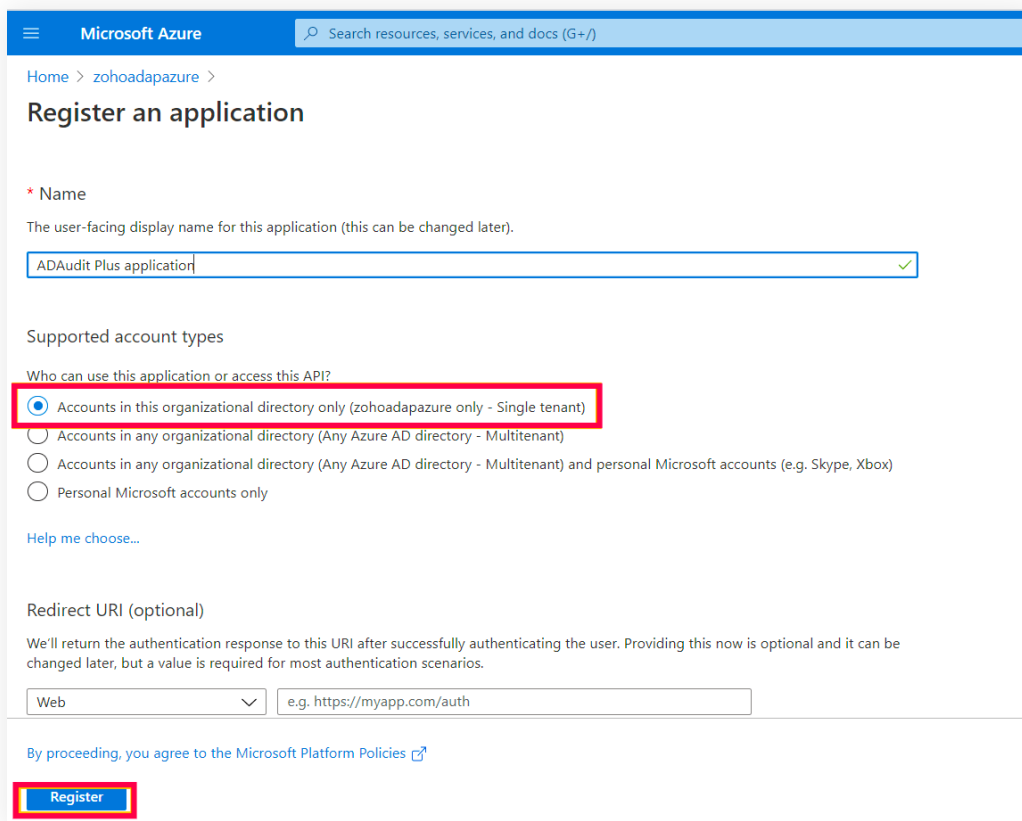 Microsoft Azure
Search resources, services, and docs (G+/)
Home > zohoadapazure >
Register an application
* Name
The user-facing display name for this application (this can be changed later).
ADAudit Plus application
Supported account types
Who can use this application or access this API?
Accounts in this organizational directory only (zohoadapazure only - Single tenant)
Accounts in any organizational directory (Any Azure AD directory - Multitenant)
Accounts in any organizational directory (Any Azure AD directory - Multitenant) and personal Microsoft accounts (e.g. Skype, Xbox)
Personal Microsoft accounts only
Help me choose...
Redirect URI (optional)
We'll return the authentication response to this URI after successfully authenticating the user. Providing this now is optional and it can be
changed later, but a value is required for most authentication scenarios.
Web
e.g. https://myapp.com/auth
By proceeding, you agree to the Microsoft Platform Policies
Register